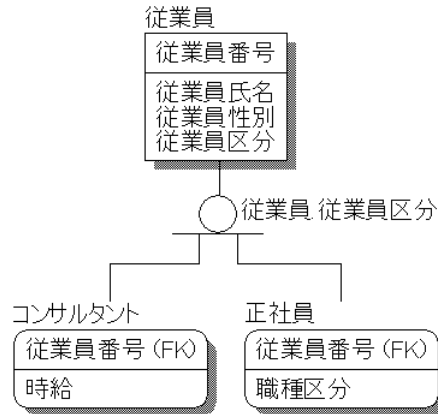 従業員
従業員番号
従業員氏名
従業員性別
従業員区分
従業員.従業員区分
コンサルタント
従業員番号 (FK)
時給
正社員
従業員番号 (FK)
職種区分